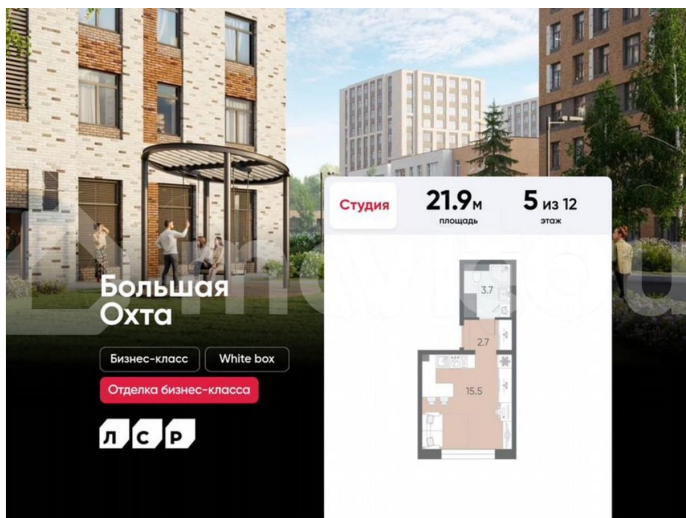 Студия
21.9 м
площадь
5 из 12
этаж
Большая
Охта
Бизнес-класс
White box
Отделка бизнес-класса
ЛСР
3.7
2.7
15.5